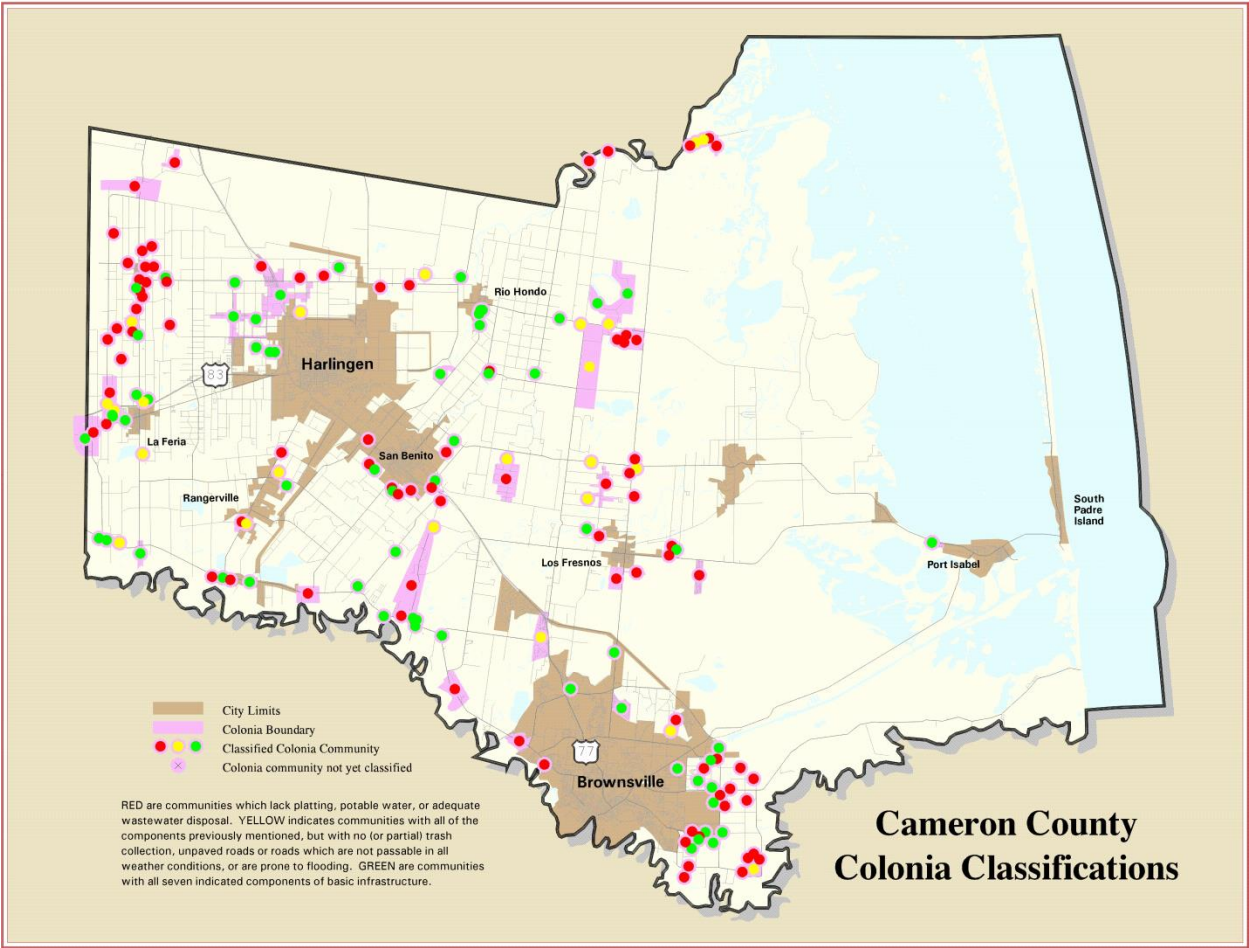 Rio Hondo
Harlingen
83
La Feria
San Benito
Rangerville
South
Padre
Island
Los Fresnos
Port Isabel
City Limits
Colonia Boundary
Classified Colonia Community
Colonia community not yet classified
77
Brownsville
RED are communities which lack platting, potable water, or adequate
wastewater disposal. YELLOW indicates communities with all of the
components previously mentioned, but with no (or partial) trash
collection, unpaved roads or roads which are not passable in all
weather conditions, or are prone to flooding. GREEN are communities
with all seven indicated components of basic infrastructure.
Cameron County
Colonia Classifications